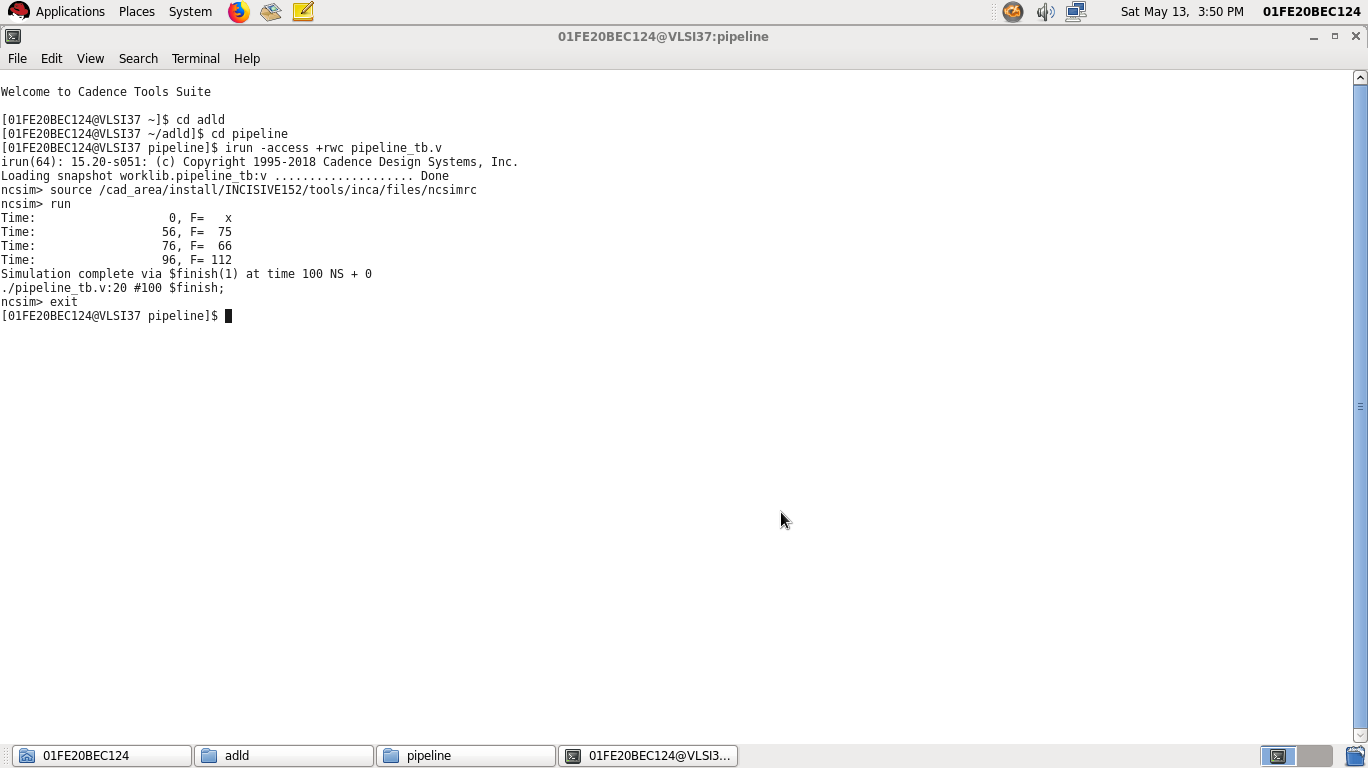 Applications Places System Sat May 13, 3:50 PM 01FE20BEC124
01FE20BEC124@VLSI37:pipeline
File Edit View Search Terminal Help
Welcome to Cadence Tools Suite
[01FE20BEC124@VLSI37 ~]$ cd adld
[01FE20BEC124@VLSI37 ~/adld]$ cd pipeline
[01FE20BEC124@VLSI37 pipeline]$ irun -access +rwc pipeline_tb.v
irun(64): 15.20-s051: (c) Copyright 1995-2018 Cadence Design Systems, Inc.
Loading snapshot worklib.pipeline_tb:v .................... Done
ncsim> source /cad_area/install/INCISIVE152/tools/inca/files/ncsimrc
ncsim> run
Time:                   0, F=   x
Time:                  56, F=  75
Time:                  76, F=  66
Time:                  96, F= 112
Simulation complete via $finish(1) at time 100 NS + 0
./pipeline_tb.v:20 #100 $finish;
ncsim> exit
[01FE20BEC124@VLSI37 pipeline]$
01FE20BEC124 adld pipeline 01FE20BEC124@VLSI3...